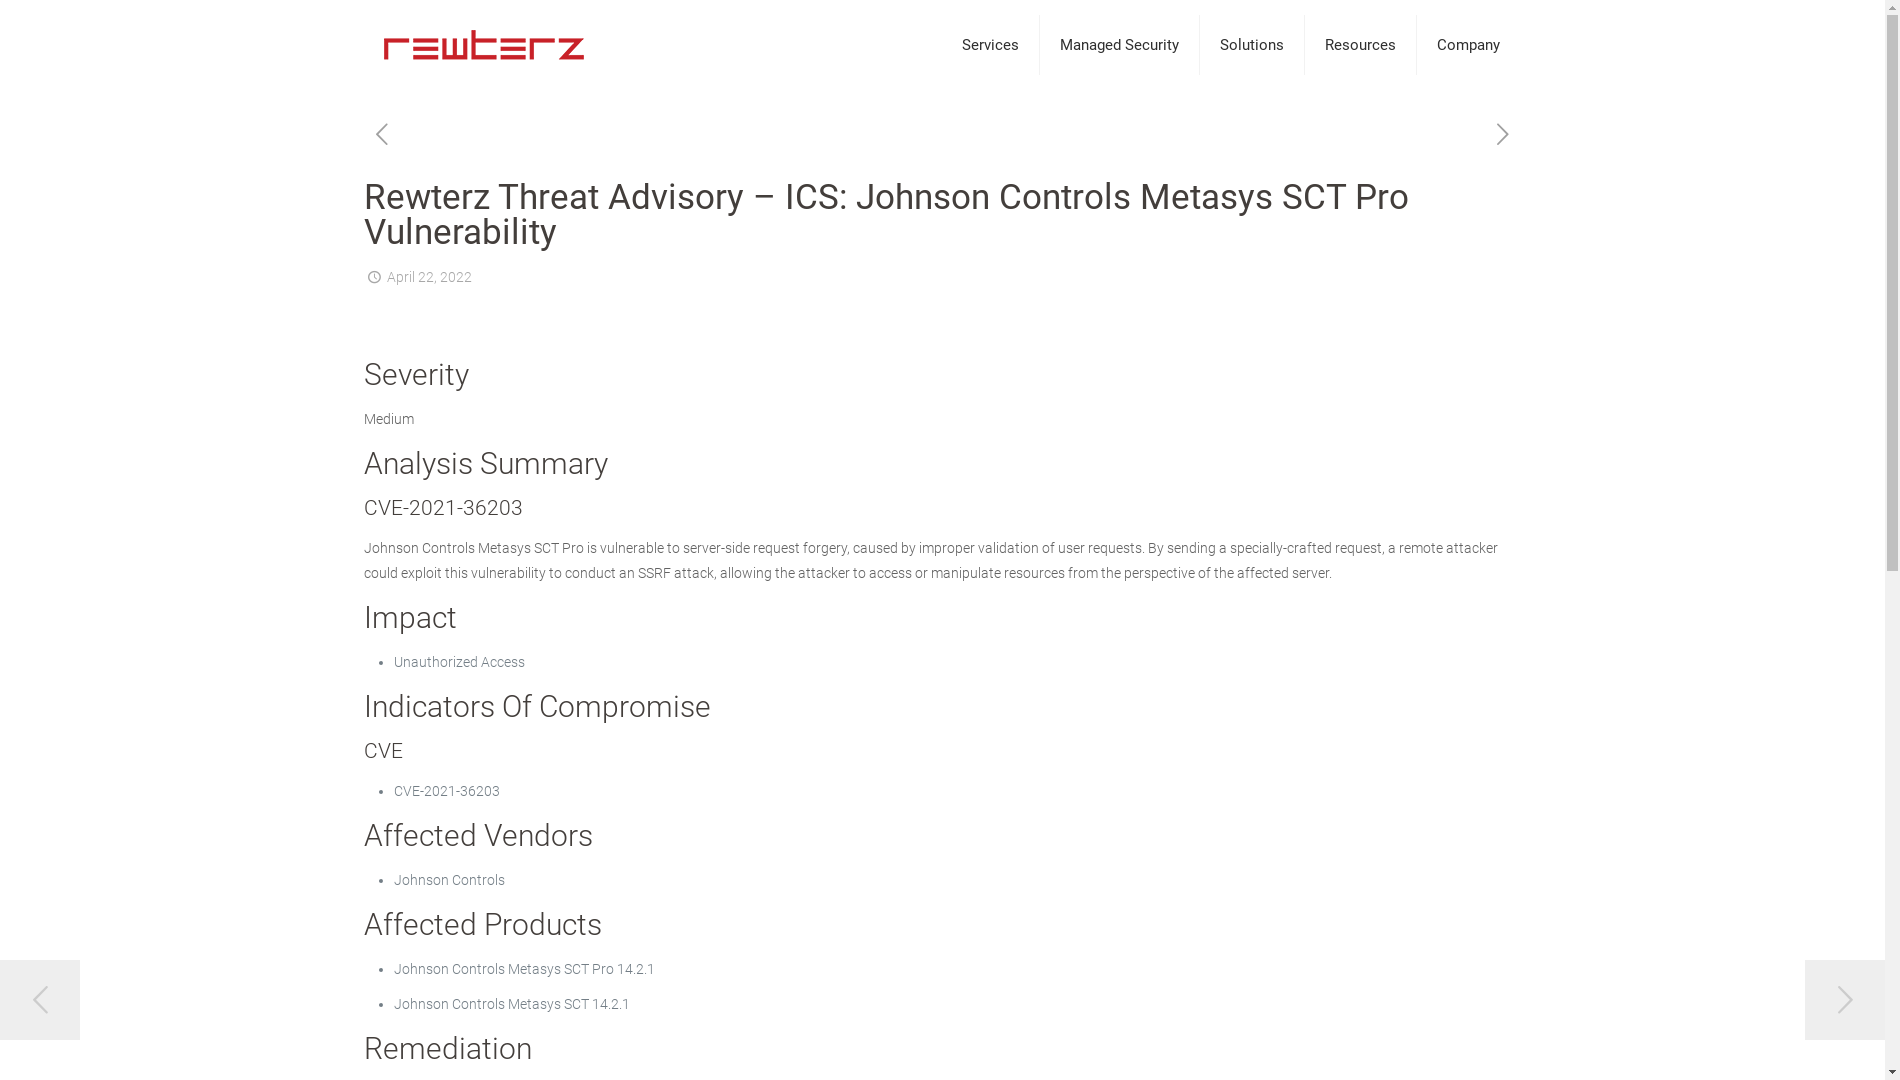 rewterz
Services
Managed Security
Solutions
Resources
Company
Rewterz Threat Advisory – ICS: Johnson Controls Metasys SCT Pro
Vulnerability
April 22, 2022
Severity
Medium
Analysis Summary
CVE-2021-36203
Johnson Controls Metasys SCT Pro is vulnerable to server-side request forgery, caused by improper validation of user requests. By sending a specially-crafted request, a remote attacker
could exploit this vulnerability to conduct an SSRF attack, allowing the attacker to access or manipulate resources from the perspective of the affected server.
Impact
Unauthorized Access
Indicators Of Compromise
CVE
CVE-2021-36203
Affected Vendors
Johnson Controls
Affected Products
Johnson Controls Metasys SCT Pro 14.2.1
Johnson Controls Metasys SCT 14.2.1
Remediation